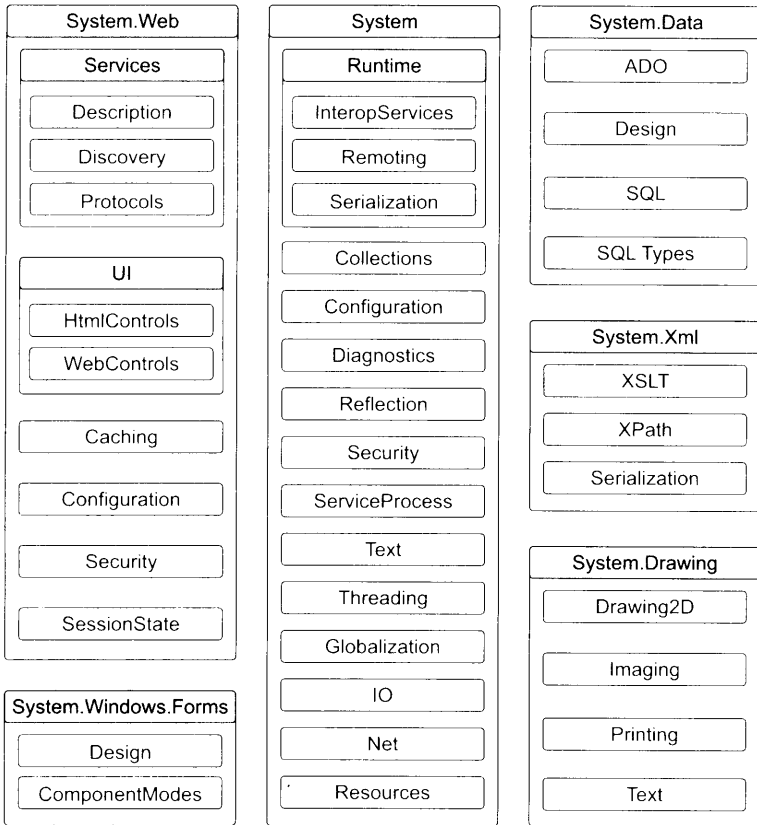 System.Web
Services
Description
Discovery
Protocols
UI
HtmlControls
WebControls
Caching
Configuration
Security
SessionState
System.Windows.Forms
Design
ComponentModes
System
Runtime
InteropServices
Remoting
Serialization
Collections
Configuration
Diagnostics
Reflection
Security
ServiceProcess
Text
Threading
Globalization
IO
Net
Resources
System.Data
ADO
Design
SQL
SQL Types
System.Xml
XSLT
XPath
Serialization
System.Drawing
Drawing2D
Imaging
Printing
Text